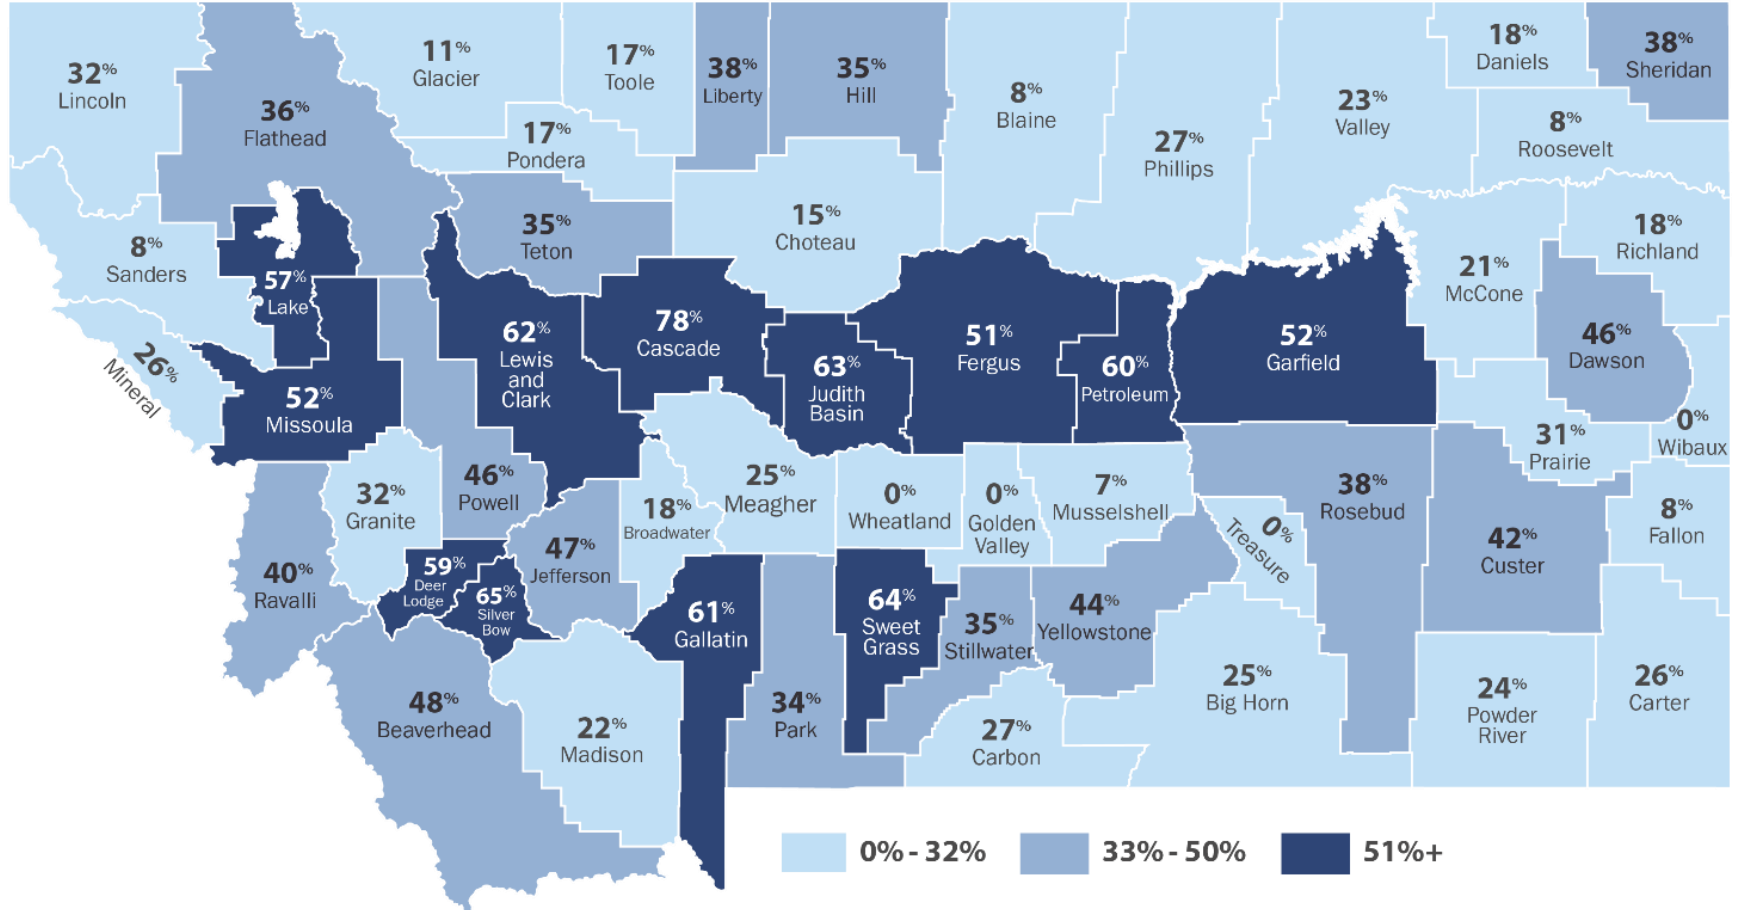 32%
Lincoln
36%
Flathead
11%
Glacier
17%
Toole
38%
Liberty
35%
Hill
8%
Blaine
27%
Phillips
23%
Valley
18%
Daniels
38%
Sheridan
8%
Roosevelt
17%
Pondera
35%
Teton
15%
Choteau
21%
McCone
18%
Richland
8%
Sanders
57%
Lake
26%
Mineral
52%
Missoula
62%
Lewis
and
Clark
78%
Cascade
63%
Judith
Basin
51%
Fergus
60%
Petroleum
52%
Garfield
46%
Dawson
0%
Wibaux
31%
Prairie
32%
Granite
46%
Powell
18%
Broadwater
25%
Meagher
0%
Wheatland
0%
Golden
Valley
7%
Musselshell
0%
Treasure
38%
Rosebud
42%
Custer
8%
Fallon
40%
Ravalli
59%
Deer
Lodge
65%
Silver
Bow
47%
Jefferson
61%
Gallatin
64%
Sweet
Grass
35%
Stillwater
44%
Yellowstone
48%
Beaverhead
22%
Madison
34%
Park
27%
Carbon
25%
Big Horn
24%
Powder
River
26%
Carter
0% - 32%
33% - 50%
51%+